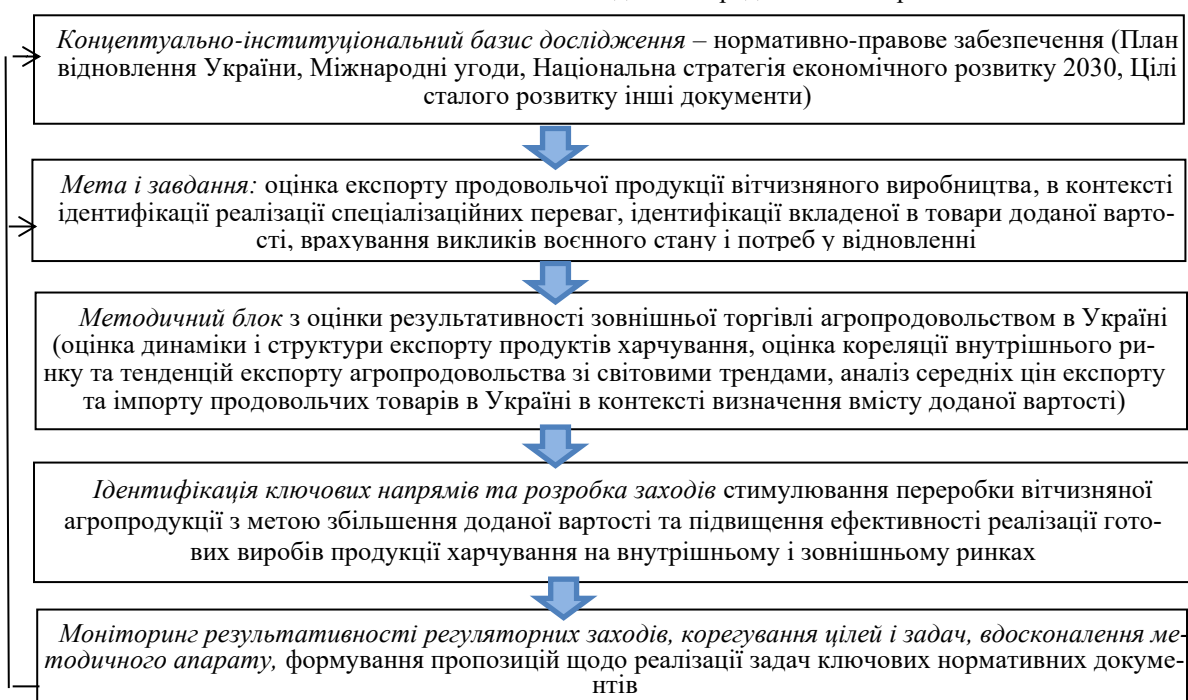 Концептуально-інституціональний базис дослідження – нормативно-правове забезпечення (План
відновлення України, Міжнародні угоди, Національна стратегія економічного розвитку 2030, Цілі
сталого розвитку інші документи)
Мета і завдання: оцінка експорту продовольчої продукції вітчизняного виробництва, в контексті
ідентифікації реалізації спеціалізаційних переваг, ідентифікації вкладеної в товари доданої варто-
сті, врахування викликів воєнного стану і потреб у відновленні
Методичний блок з оцінки результативності зовнішньої торгівлі агропродовольством в Україні
(оцінка динаміки і структури експорту продуктів харчування, оцінка кореляції внутрішнього ри-
нку та тенденцій експорту агропродовольства зі світовими трендами, аналіз середніх цін експорту
та імпорту продовольчих товарів в Україні в контексті визначення вмісту доданої вартості)
Ідентифікація ключових напрямів та розробка заходів стимулювання переробки вітчизняної
агропродукції з метою збільшення доданої вартості та підвищення ефективності реалізації гото-
вих виробів продукції харчування на внутрішньому і зовнішньому ринках
Моніторинг результативності регуляторних заходів, корегування цілей і задач, вдосконалення ме-
тодичного апарату, формування пропозицій щодо реалізації задач ключових нормативних докуме-
нтів